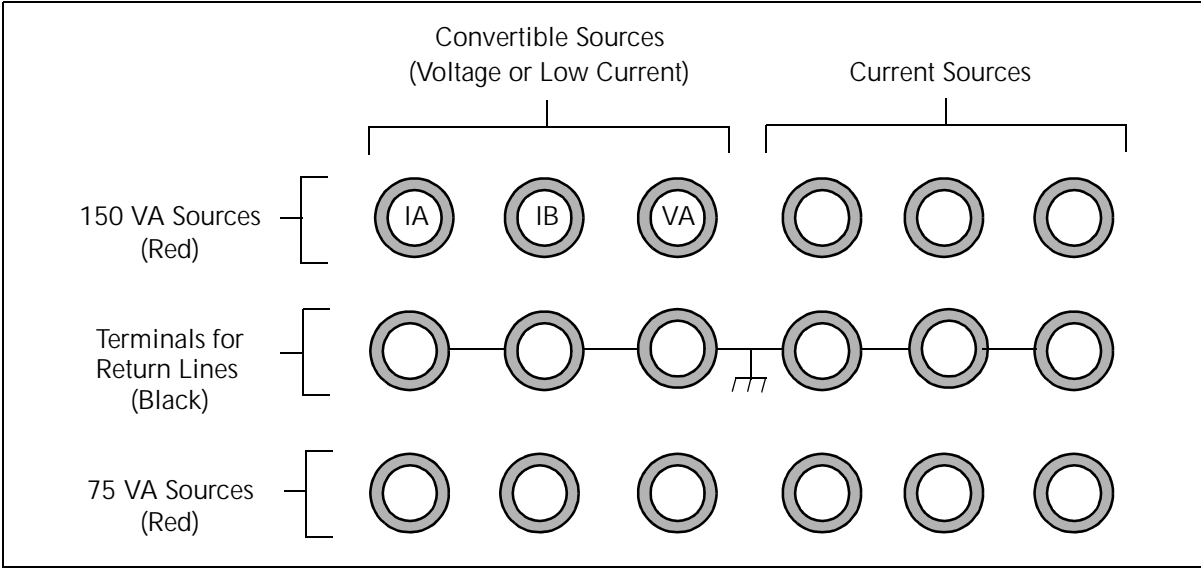 Convertible Sources
(Voltage or Low Current)
Current Sources
150 VA Sources
(Red)
IA
IB
VA
Terminals for
Return Lines
(Black)
75 VA Sources
(Red)